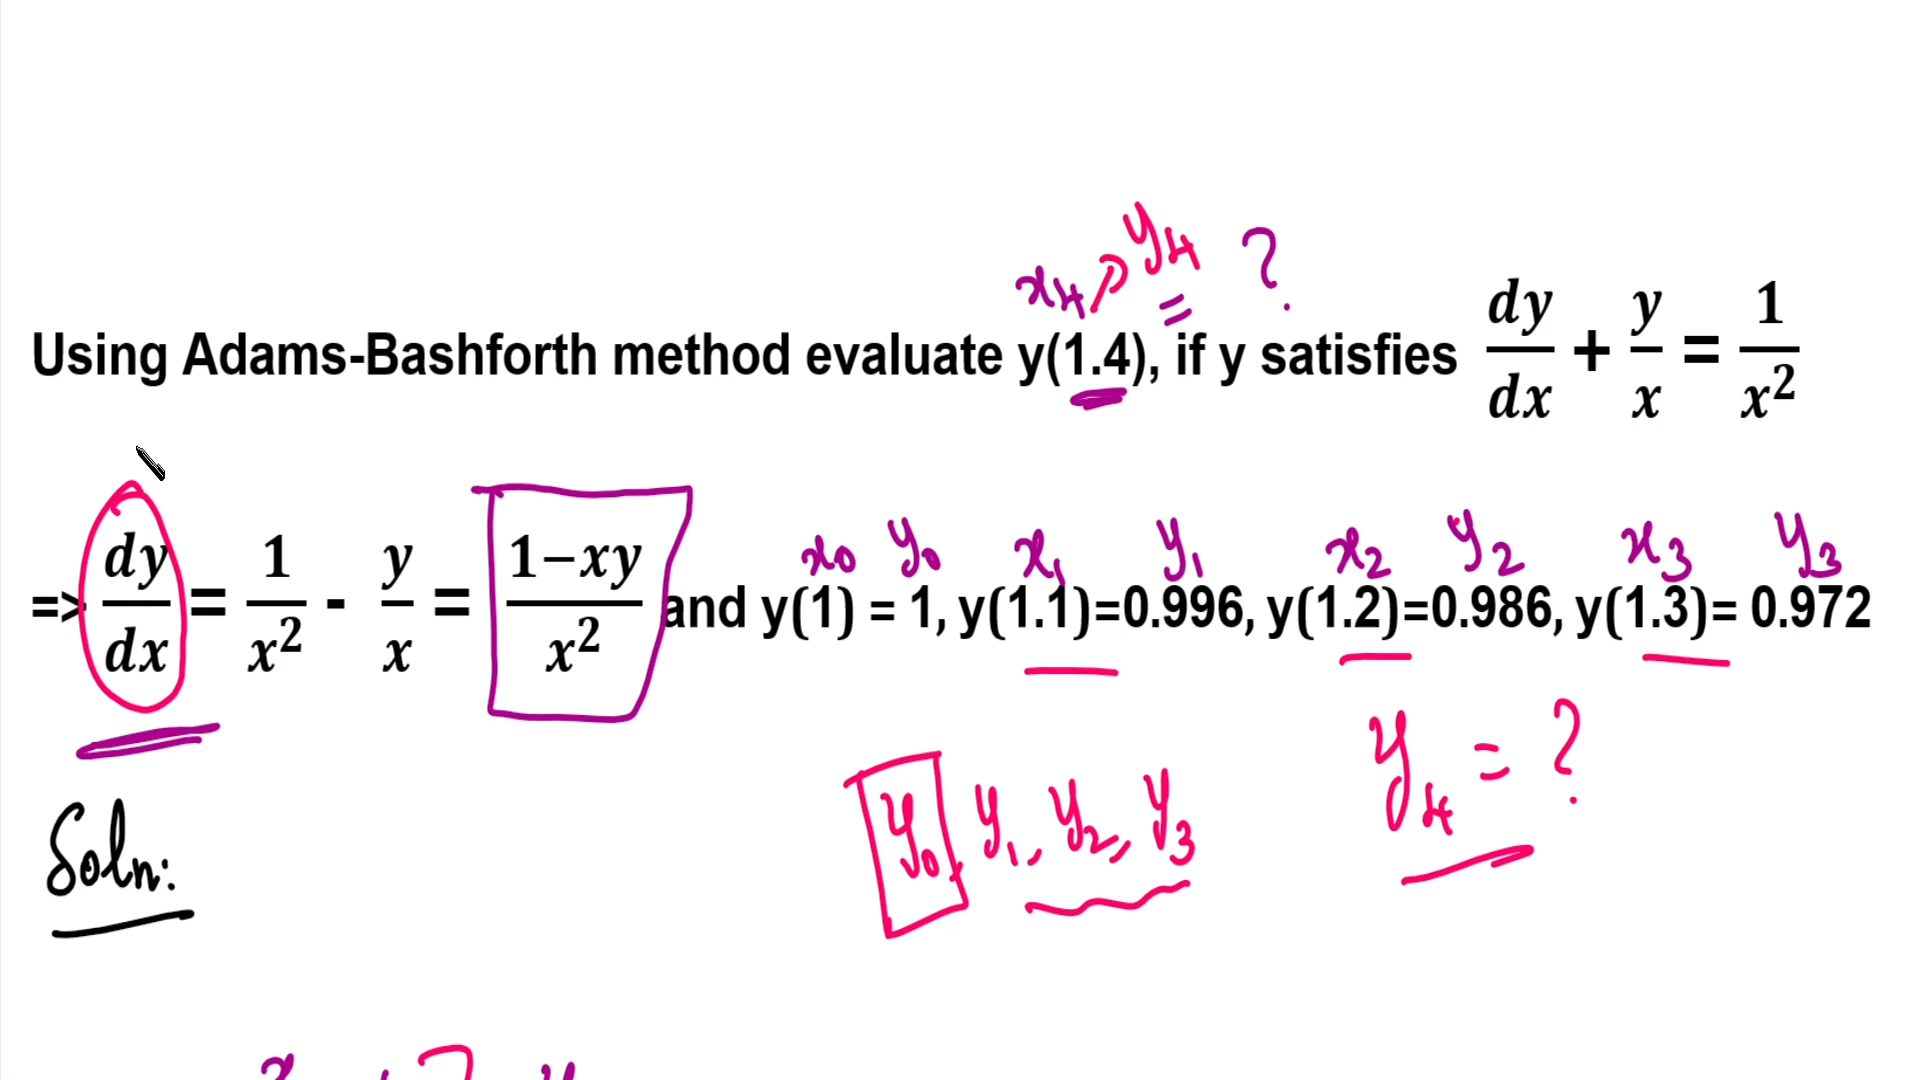 x₄, y₄ = ?
Using Adams-Bashforth method evaluate y(1.4), if y satisfies dy/dx + y/x = 1/x²
x₀ y₀ x₁ y₁ x₂ y₂ x₃ y₃
=> dy/dx = 1/x² - y/x = 1−xy/x² and y(1) = 1, y(1.1)=0.996, y(1.2)=0.986, y(1.3)= 0.972
y₀, y₁, y₂, y₃ y₄ = ?
Soln: